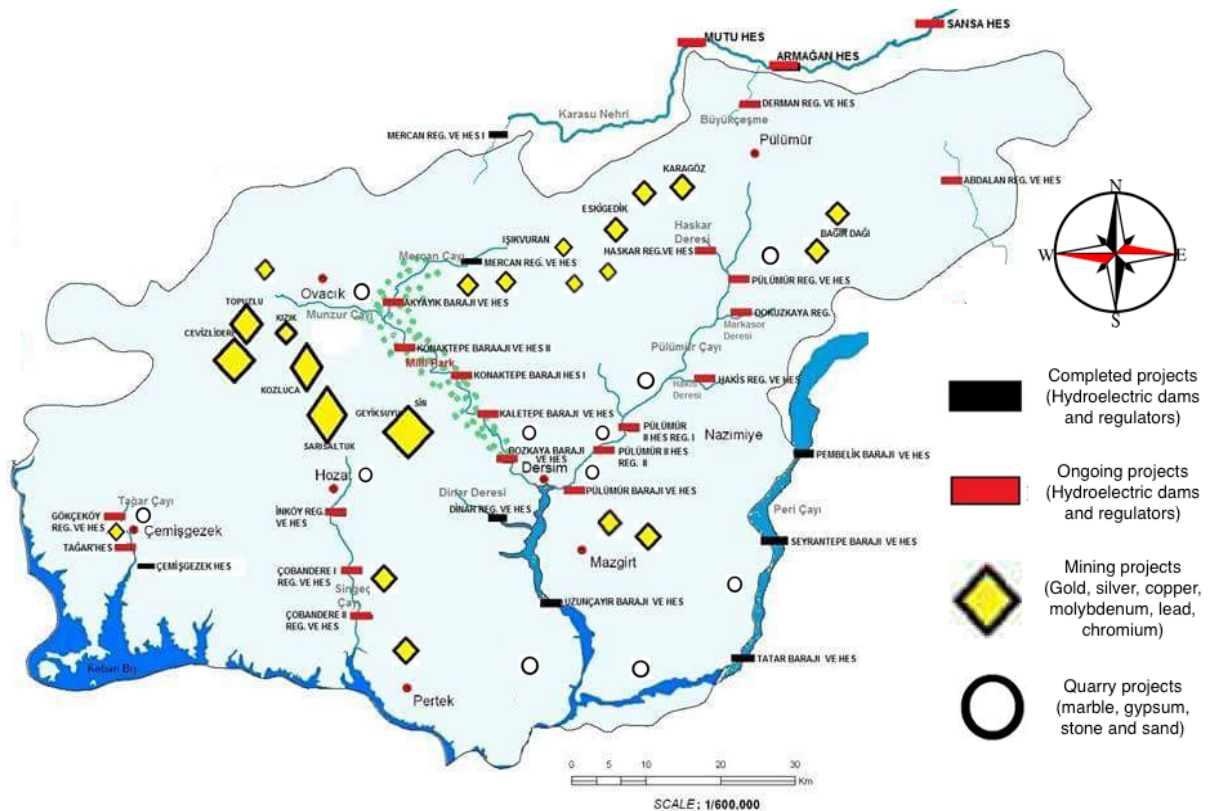 SANSA HES
MUTU HES
ARMAĞAN HES
DERMAN REG. VE HES
Karasu Nehri
Büyükçeşme
MERCAN REG. VE HES I
Pülümür
KARAGÖZ
ABDALAN REG. VE HES
ESKİGEDİK
Haskar
Deresi
BAĞIR DAĞI
IŞIKVURAN
HASKAR REG.VE HES
Mercan Çayı
MERCAN REG. VE HES
PÜLÜMÜR REG. VE HES
Ovacık
AKYAYIK BARAJI VE HES
TOPUZLU
Munzur Çayı
DOKUZKAYA REG.
KIZIK
Markasor
Deresi
CEVİZLİDERE
KONAKTEPE BARAAJI VE HES II
Pülümür Çayı
Milli Park
KONAKTEPE BARAJI HES I
HAKİS REG. VE HES
Hakis
Deresi
KOZLUCA
SİN
GEYİKSUYU
KALETEPE BARAJI VE HES
SARISALTUK
PÜLÜMÜR
II HES REG. I
Nazimiye
BOZKAYA BARAJI
VE HES
PÜLÜMÜR II HES
REG. II
PEMBELİK BARAJI VE HES
Hozat
Dersim
PÜLÜMÜR BARAJI VE HES
Dinar Deresi
DİNAR REG. VE HES
Tağar Çayı
GÖKÇEKÖY
REG. VE HES
İNKÖY REG.
VE HES
Peri Çayı
Çemişgezek
TAĞAR HES
SEYRANTEPE BARAJI VE HES
Mazgirt
ÇEMİŞGEZEK HES
ÇOBANDERE I
REG. VE HES
Singeç
Çayı
UZUNÇAYIR BARAJI VE HES
ÇOBANDERE II
REG. VE HES
TATAR BARAJI VE HES
Keban Brj
Pertek
N
W
E
S
Completed projects
(Hydroelectric dams
and regulators)
Ongoing projects
(Hydroelectric dams
and regulators)
Mining projects
(Gold, silver, copper,
molybdenum, lead,
chromium)
Quarry projects
(marble, gypsum,
stone and sand)
0 5 10 20 30
Km
SCALE: 1/600.000